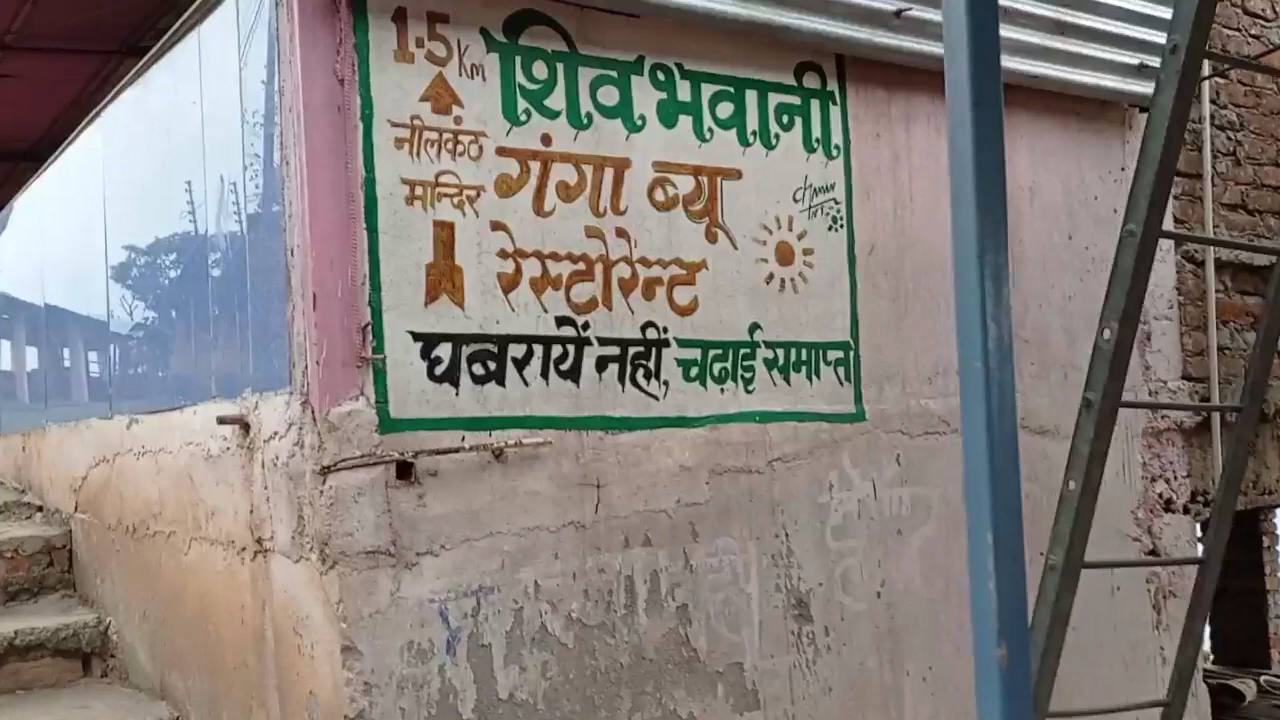 1.5 Km
नीलकंठ
मन्दिर
शिव भवानी
गंगा ब्यू
रेस्टोरेन्ट
घबरायें नहीं, चढ़ाई समाप्त